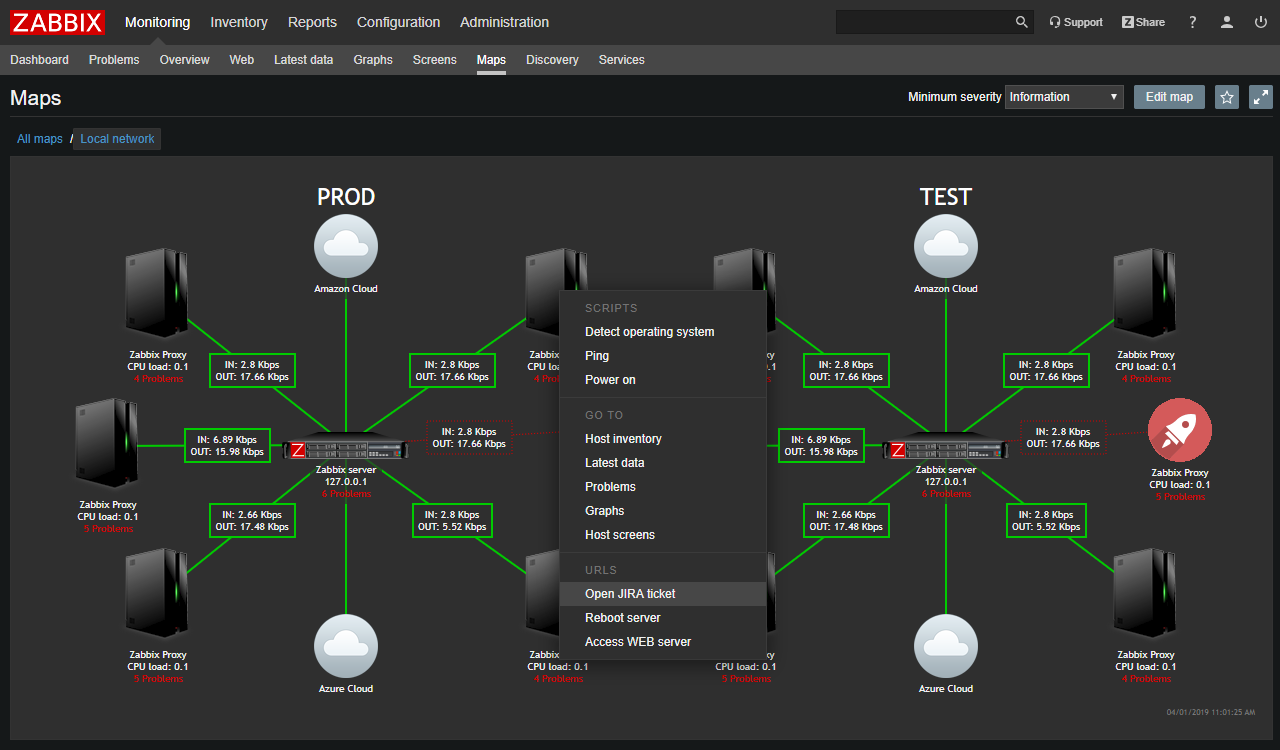 ZABBIX Monitoring Inventory Reports Configuration Administration Support Z Share ?
Dashboard Problems Overview Web Latest data Graphs Screens Maps Discovery Services
Maps Minimum severity Information Edit map
All maps / Local network
PROD
Amazon Cloud
Zabbix Proxy
CPU load: 0.1
4 Problems
IN: 2.8 Kbps
OUT: 17.66 Kbps
IN: 2.8 Kbps
OUT: 17.66 Kbps
IN: 6.89 Kbps
OUT: 15.98 Kbps
Z
Zabbix server
127.0.0.1
6 Problems
IN: 2.8 Kbps
OUT: 17.66 Kbps
Zabbix Proxy
CPU load: 0.1
5 Problems
IN: 2.66 Kbps
OUT: 17.48 Kbps
IN: 2.8 Kbps
OUT: 5.52 Kbps
Zabbix Proxy
CPU load: 0.1
5 Problems
Azure Cloud
CPU load: 0.1
4 Problems
SCRIPTS
Detect operating system
Ping
Power on
GO TO
Host inventory
Latest data
Problems
Graphs
Host screens
URLS
Open JIRA ticket
Reboot server
Access WEB server
TEST
Amazon Cloud
IN: 2.8 Kbps
OUT: 17.66 Kbps
IN: 2.8 Kbps
OUT: 17.66 Kbps
Zabbix Proxy
CPU load: 0.1
4 Problems
IN: 6.89 Kbps
OUT: 15.98 Kbps
Z
Zabbix server
127.0.0.1
6 Problems
IN: 2.8 Kbps
OUT: 17.66 Kbps
Zabbix Proxy
CPU load: 0.1
5 Problems
IN: 2.66 Kbps
OUT: 17.48 Kbps
IN: 2.8 Kbps
OUT: 5.52 Kbps
CPU load: 0.1
5 Problems
Azure Cloud
Zabbix Proxy
CPU load: 0.1
4 Problems
04/01/2019 11:01:25 AM